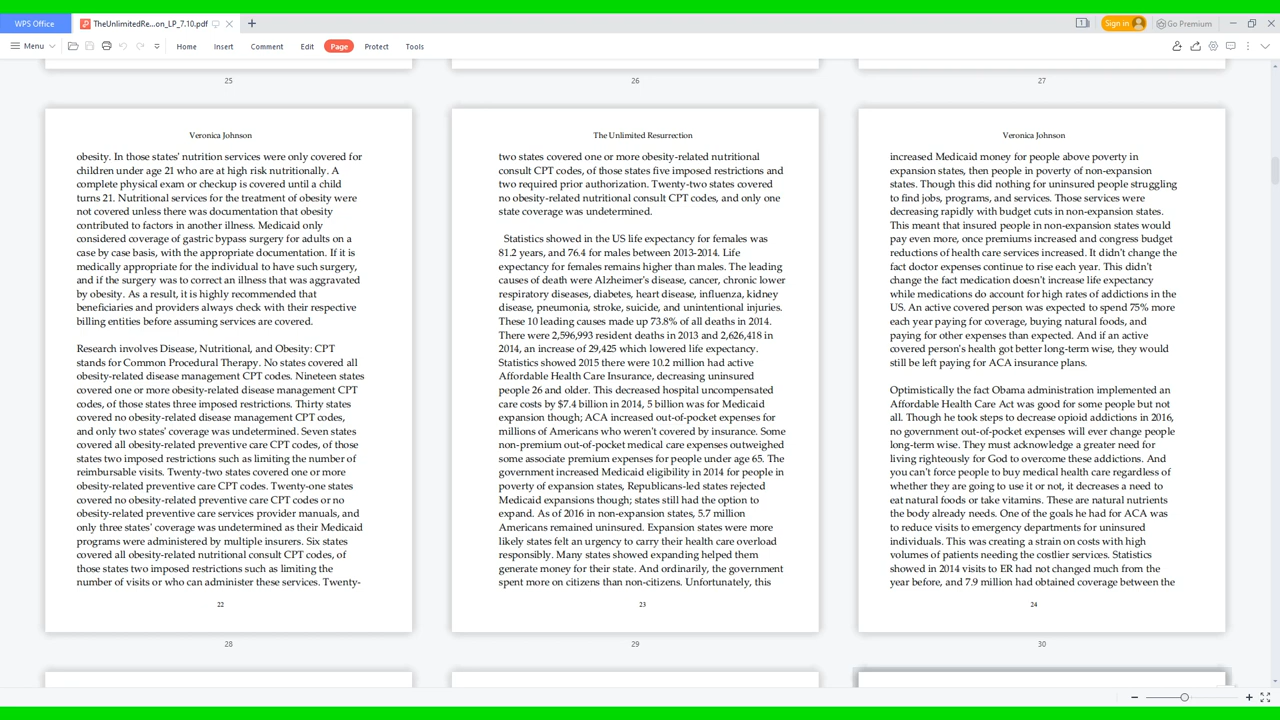 WPS Office
TheUnlimitedRe...on_LP_7.10.pdf
1
Sign in
Go Premium
Menu
Home
Insert
Comment
Edit
Page
Protect
Tools
25
26
27
Veronica Johnson
obesity. In those states' nutrition services were only covered for
children under age 21 who are at high risk nutritionally. A
complete physical exam or checkup is covered until a child
turns 21. Nutritional services for the treatment of obesity were
not covered unless there was documentation that obesity
contributed to factors in another illness. Medicaid only
considered coverage of gastric bypass surgery for adults on a
case by case basis, with the appropriate documentation. If it is
medically appropriate for the individual to have such surgery,
and if the surgery was to correct an illness that was aggravated
by obesity. As a result, it is highly recommended that
beneficiaries and providers always check with their respective
billing entities before assuming services are covered.
Research involves Disease, Nutritional, and Obesity: CPT
stands for Common Procedural Therapy. No states covered all
obesity-related disease management CPT codes. Nineteen states
covered one or more obesity-related disease management CPT
codes, of those states three imposed restrictions. Thirty states
covered no obesity-related disease management CPT codes,
and only two states' coverage was undetermined. Seven states
covered all obesity-related preventive care CPT codes, of those
states two imposed restrictions such as limiting the number of
reimbursable visits. Twenty-two states covered one or more
obesity-related preventive care CPT codes. Twenty-one states
covered no obesity-related preventive care CPT codes or no
obesity-related preventive care services provider manuals, and
only three states' coverage was undetermined as their Medicaid
programs were administered by multiple insurers. Six states
covered all obesity-related nutritional consult CPT codes, of
those states two imposed restrictions such as limiting the
number of visits or who can administer these services. Twenty-
22
28
The Unlimited Resurrection
two states covered one or more obesity-related nutritional
consult CPT codes, of those states five imposed restrictions and
two required prior authorization. Twenty-two states covered
no obesity-related nutritional consult CPT codes, and only one
state coverage was undetermined.
Statistics showed in the US life expectancy for females was
81.2 years, and 76.4 for males between 2013-2014. Life
expectancy for females remains higher than males. The leading
causes of death were Alzheimer's disease, cancer, chronic lower
respiratory diseases, diabetes, heart disease, influenza, kidney
disease, pneumonia, stroke, suicide, and unintentional injuries.
These 10 leading causes made up 73.8% of all deaths in 2014.
There were 2,596,993 resident deaths in 2013 and 2,626,418 in
2014, an increase of 29,425 which lowered life expectancy.
Statistics showed 2015 there were 10.2 million had active
Affordable Health Care Insurance, decreasing uninsured
people 26 and older. This decreased hospital uncompensated
care costs by $7.4 billion in 2014, 5 billion was for Medicaid
expansion though; ACA increased out-of-pocket expenses for
millions of Americans who weren't covered by insurance. Some
non-premium out-of-pocket medical care expenses outweighed
some associate premium expenses for people under age 65. The
government increased Medicaid eligibility in 2014 for people in
poverty of expansion states, Republicans-led states rejected
Medicaid expansions though; states still had the option to
expand. As of 2016 in non-expansion states, 5.7 million
Americans remained uninsured. Expansion states were more
likely states felt an urgency to carry their health care overload
responsibly. Many states showed expanding helped them
generate money for their state. And ordinarily, the government
spent more on citizens than non-citizens. Unfortunately, this
23
29
Veronica Johnson
increased Medicaid money for people above poverty in
expansion states, then people in poverty of non-expansion
states. Though this did nothing for uninsured people struggling
to find jobs, programs, and services. Those services were
decreasing rapidly with budget cuts in non-expansion states.
This meant that insured people in non-expansion states would
pay even more, once premiums increased and congress budget
reductions of health care services increased. It didn't change the
fact doctor expenses continue to rise each year. This didn't
change the fact medication doesn't increase life expectancy
while medications do account for high rates of addictions in the
US. An active covered person was expected to spend 75% more
each year paying for coverage, buying natural foods, and
paying for other expenses than expected. And if an active
covered person's health got better long-term wise, they would
still be left paying for ACA insurance plans.
Optimistically the fact Obama administration implemented an
Affordable Health Care Act was good for some people but not
all. Though he took steps to decrease opioid addictions in 2016,
no government out-of-pocket expenses will ever change people
long-term wise. They must acknowledge a greater need for
living righteously for God to overcome these addictions. And
you can't force people to buy medical health care regardless of
whether they are going to use it or not, it decreases a need to
eat natural foods or take vitamins. These are natural nutrients
the body already needs. One of the goals he had for ACA was
to reduce visits to emergency departments for uninsured
individuals. This was creating a strain on costs with high
volumes of patients needing the costlier services. Statistics
showed in 2014 visits to ER had not changed much from the
year before, and 7.9 million had obtained coverage between the
24
30